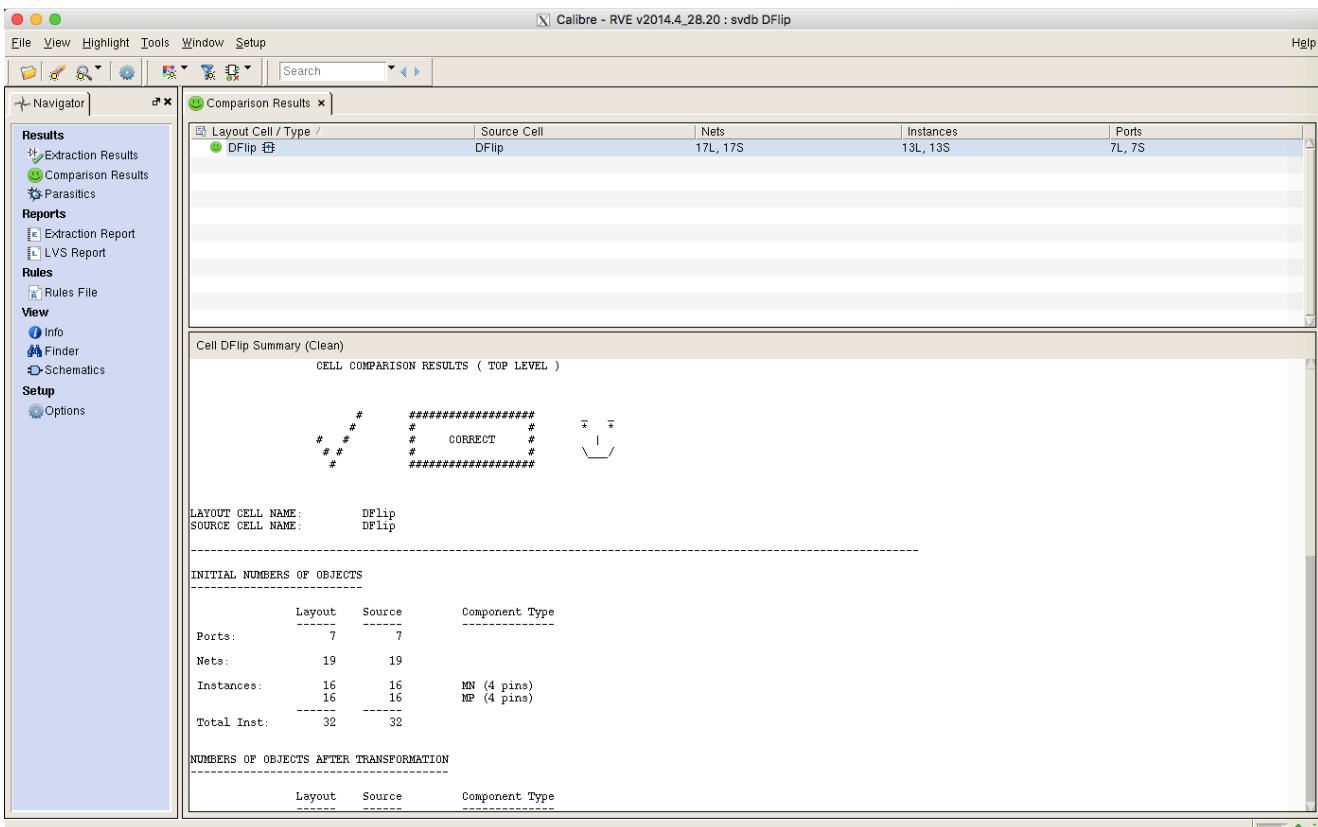 Calibre - RVE v2014.4_28.20 : svdb DFlip
File View Highlight Tools Window Setup Help
Search
Navigator
Comparison Results ×
Results
Extraction Results
Comparison Results
Parasitics
Reports
Extraction Report
LVS Report
Rules
Rules File
View
Info
Finder
Schematics
Setup
Options
Layout Cell / Type / Source Cell Nets Instances Ports
DFlip DFlip 17L, 17S 13L, 13S 7L, 7S
Cell DFlip Summary (Clean)
CELL COMPARISON RESULTS ( TOP LEVEL )
# ################### _ _
# # # * *
# # # CORRECT # |
# # # # \___/
# ###################
LAYOUT CELL NAME: DFlip
SOURCE CELL NAME: DFlip
--------------------------------------------------------------------------------------------------------------
INITIAL NUMBERS OF OBJECTS
--------------------------
Layout Source Component Type
------ ------ --------------
Ports: 7 7
Nets: 19 19
Instances: 16 16 MN (4 pins)
16 16 MP (4 pins)
------ ------
Total Inst: 32 32
NUMBERS OF OBJECTS AFTER TRANSFORMATION
---------------------------------------
Layout Source Component Type
------ ------ --------------